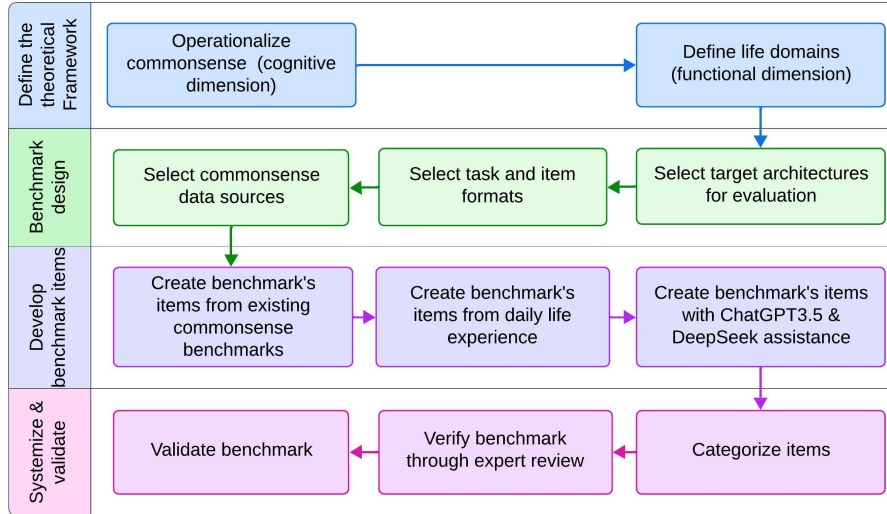 Define the
theoretical
Framework
Operationalize
commonsense (cognitive
dimension)
Define life domains
(functional dimension)
Benchmark
design
Select commonsense
data sources
Select task and item
formats
Select target architectures
for evaluation
Develop
benchmark items
Create benchmark's
items from existing
commonsense
benchmarks
Create benchmark's
items from daily life
experience
Create benchmark's items
with ChatGPT3.5 &
DeepSeek assistance
Systemize &
validate
Validate benchmark
Verify benchmark
through expert review
Categorize items